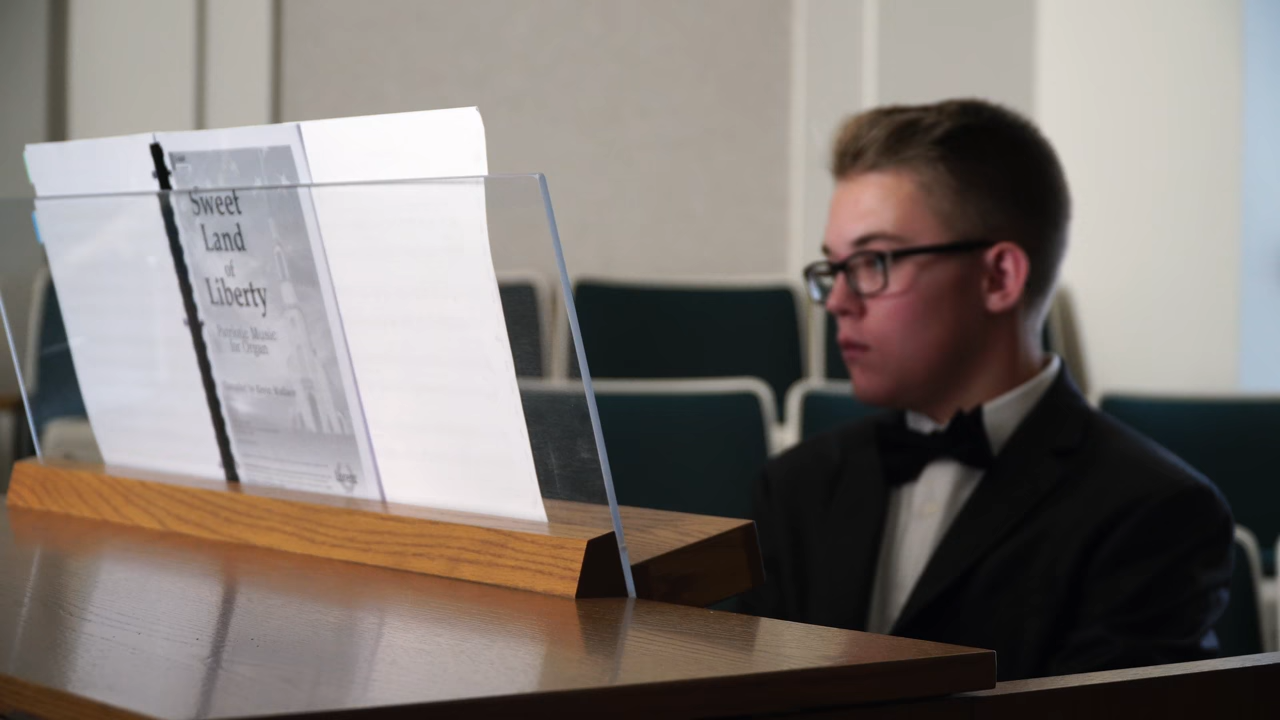 Sweet
Land
of
Liberty
Patriotic Music
for Organ